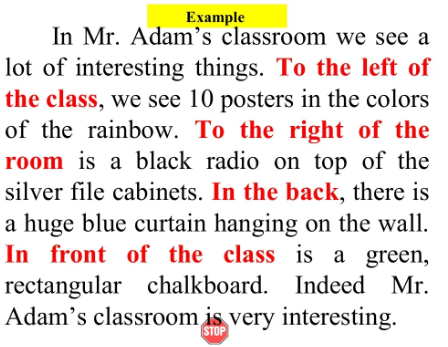 Example
In Mr. Adam's classroom we see a
lot of interesting things. To the left of
the class, we see 10 posters in the colors
of the rainbow. To the right of the
room is a black radio on top of the
silver file cabinets. In the back, there is
a huge blue curtain hanging on the wall.
In front of the class is a green,
rectangular chalkboard. Indeed Mr.
Adam's classroom is very interesting.
STOP